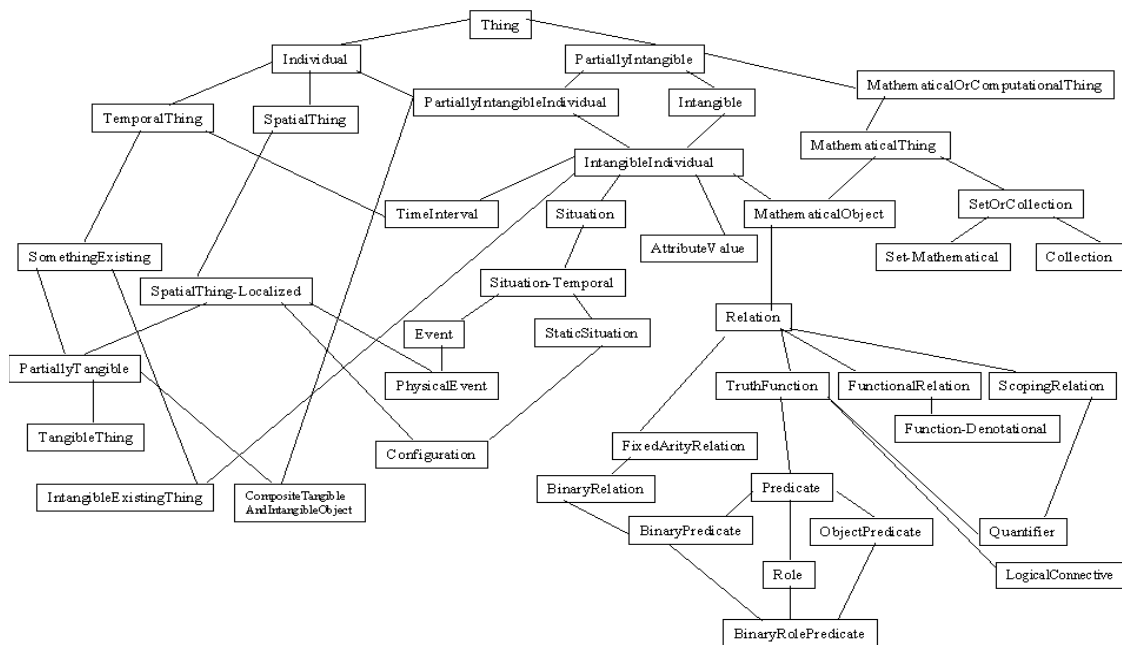 Thing
Individual
PartiallyIntangible
MathematicalOrComputationalThing
PartiallyIntangibleIndividual
Intangible
TemporalThing
SpatialThing
MathematicalThing
IntangibleIndividual
SetOrCollection
TimeInterval
Situation
MathematicalObject
AttributeValue
Set-Mathematical
Collection
SomethingExisting
SpatialThing-Localized
Situation-Temporal
Relation
Event
StaticSituation
PartiallyTangible
PhysicalEvent
TruthFunction
FunctionalRelation
ScopingRelation
TangibleThing
Function-Denotational
Configuration
FixedArityRelation
IntangibleExistingThing
CompositeTangible
AndIntangibleObject
BinaryRelation
Predicate
BinaryPredicate
ObjectPredicate
Quantifier
Role
LogicalConnective
BinaryRolePredicate